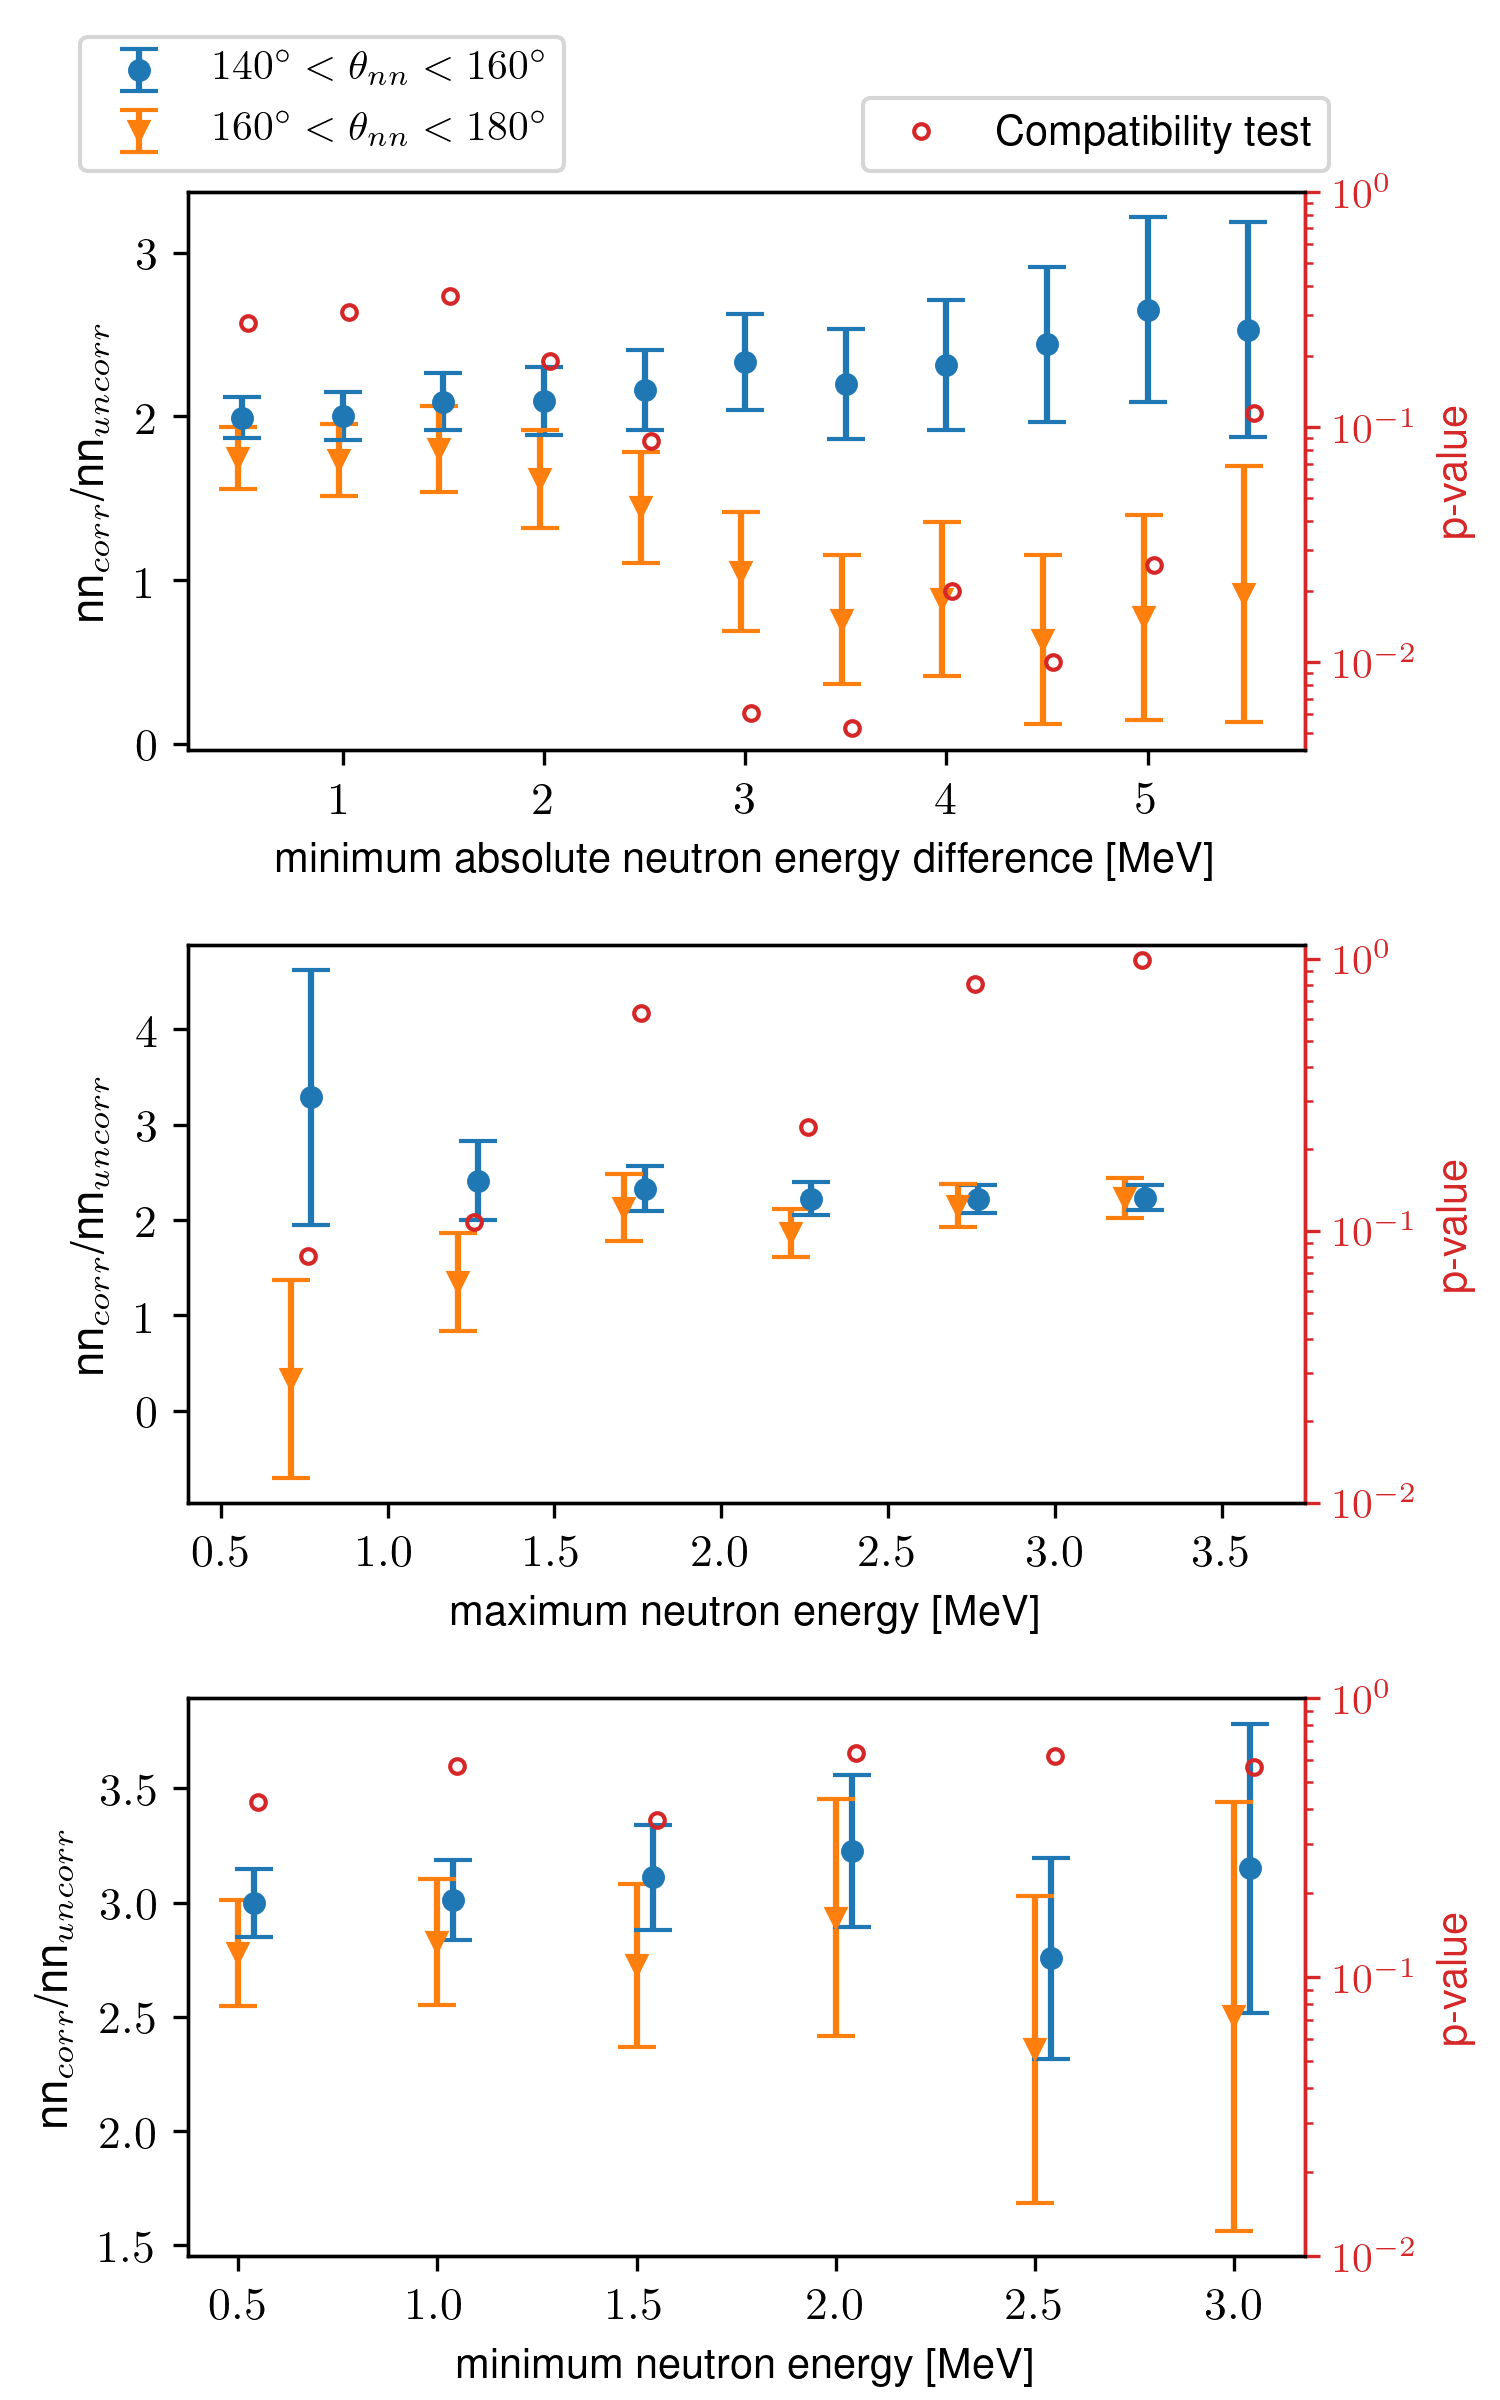 140° < θnn < 160°
160° < θnn < 180°
Compatibility test
3
2
1
0
nncorr/nnuncorr
10^0
10^-1
10^-2
p-value
1 2 3 4 5
minimum absolute neutron energy difference [MeV]
4
3
2
1
0
nncorr/nnuncorr
10^0
10^-1
10^-2
p-value
0.5 1.0 1.5 2.0 2.5 3.0 3.5
maximum neutron energy [MeV]
3.5
3.0
2.5
2.0
1.5
nncorr/nnuncorr
10^0
10^-1
10^-2
p-value
0.5 1.0 1.5 2.0 2.5 3.0
minimum neutron energy [MeV]